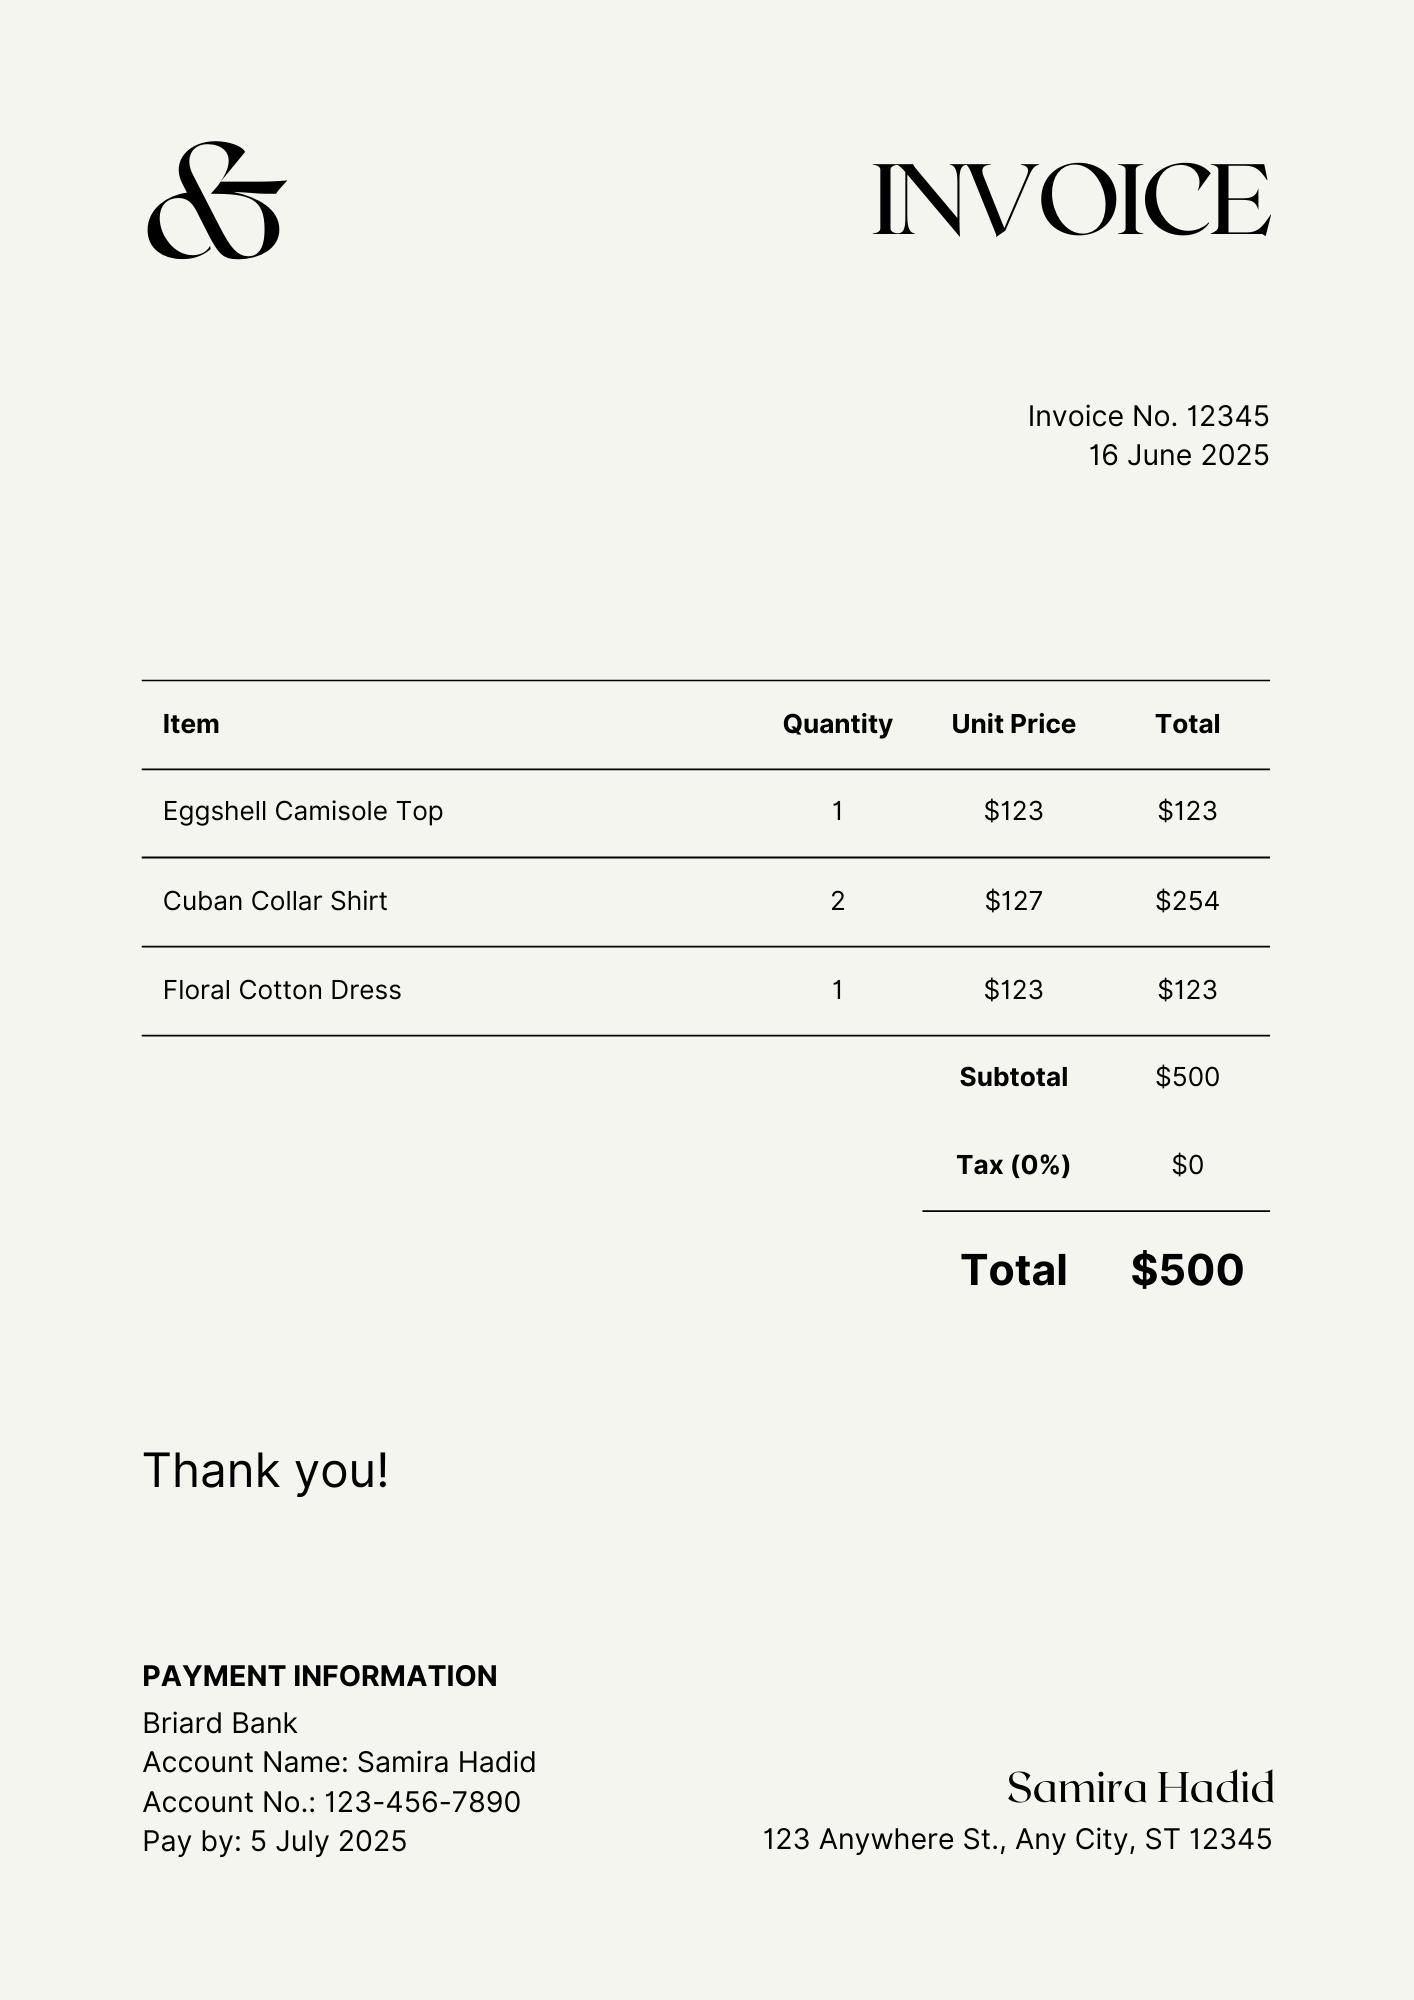 &
INVOICE
Invoice No. 12345
16 June 2025
Item Quantity Unit Price Total
Eggshell Camisole Top 1 $123 $123
Cuban Collar Shirt 2 $127 $254
Floral Cotton Dress 1 $123 $123
Subtotal $500
Tax (0%) $0
Total $500
Thank you!
PAYMENT INFORMATION
Briard Bank
Account Name: Samira Hadid
Account No.: 123-456-7890
Pay by: 5 July 2025
Samira Hadid
123 Anywhere St., Any City, ST 12345